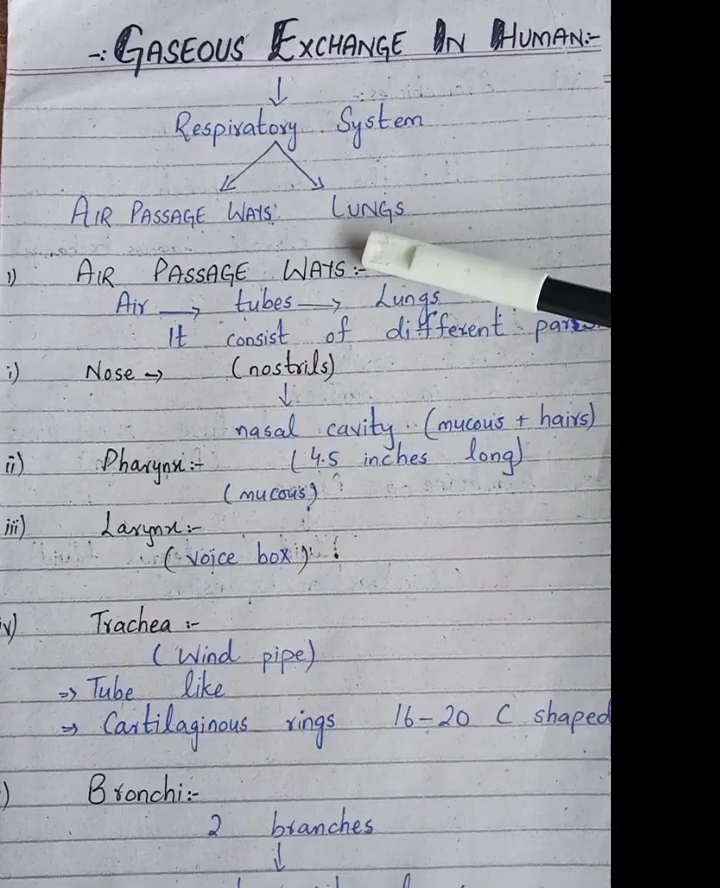 -: GASEOUS EXCHANGE IN HUMAN:-
↓
Respiratory System
AIR PASSAGE WAYS: LUNGS
1) AIR PASSAGE WAYS:-
Air → tubes → Lungs
It consist of different
i) Nose → (nostrils)
↓
nasal cavity (mucous + hairs)
ii) Pharynx:- (4.5 inches long)
(mucous)
iii) Larynx:-
(voice box)
iv) Trachea :-
(Wind pipe)
⇒ Tube like
⇒ Cartilaginous rings 16-20 C shaped
) Bronchi:-
2 branches
↓